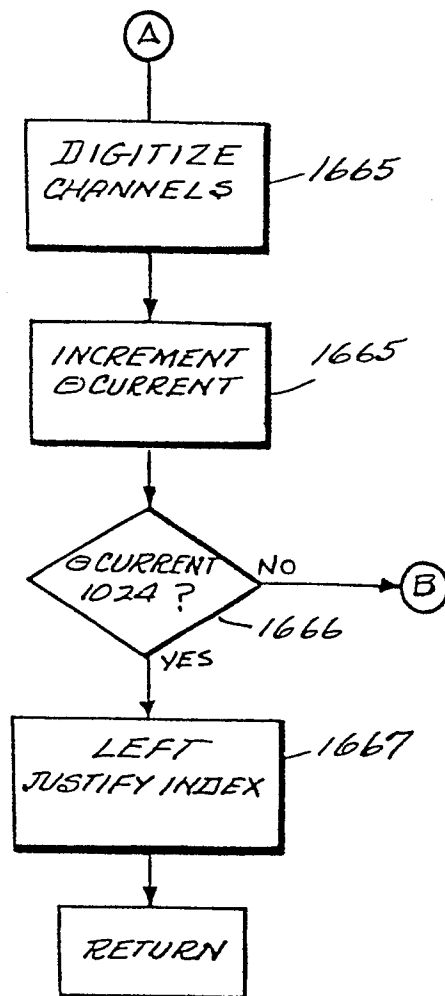 A
DIGITIZE
CHANNELS
1665
INCREMENT
ΘCURRENT
1665
ΘCURRENT
1024 ?
NO
B
1666
YES
LEFT
JUSTIFY INDEX
1667
RETURN